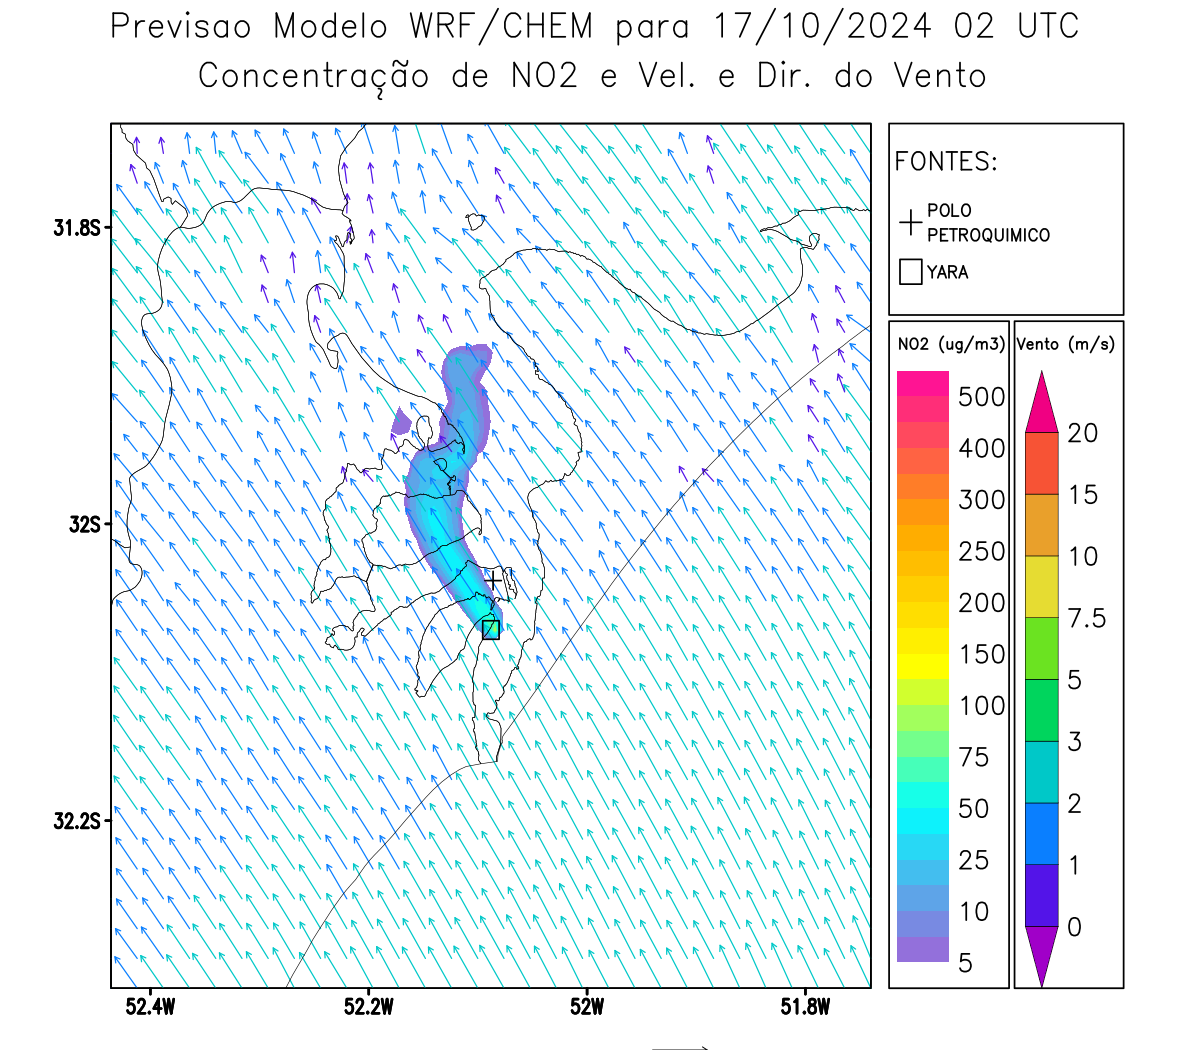 Previsao Modelo WRF/CHEM para 17/10/2024 02 UTC
Concentração de NO2 e Vel. e Dir. do Vento
FONTES:
POLO
PETROQUIMICO
YARA
31.8S
32S
32.2S
52.4W
52.2W
52W
51.8W
NO2 (ug/m3)
500
400
300
250
200
150
100
75
50
25
10
5
Vento (m/s)
20
15
10
7.5
5
3
2
1
0